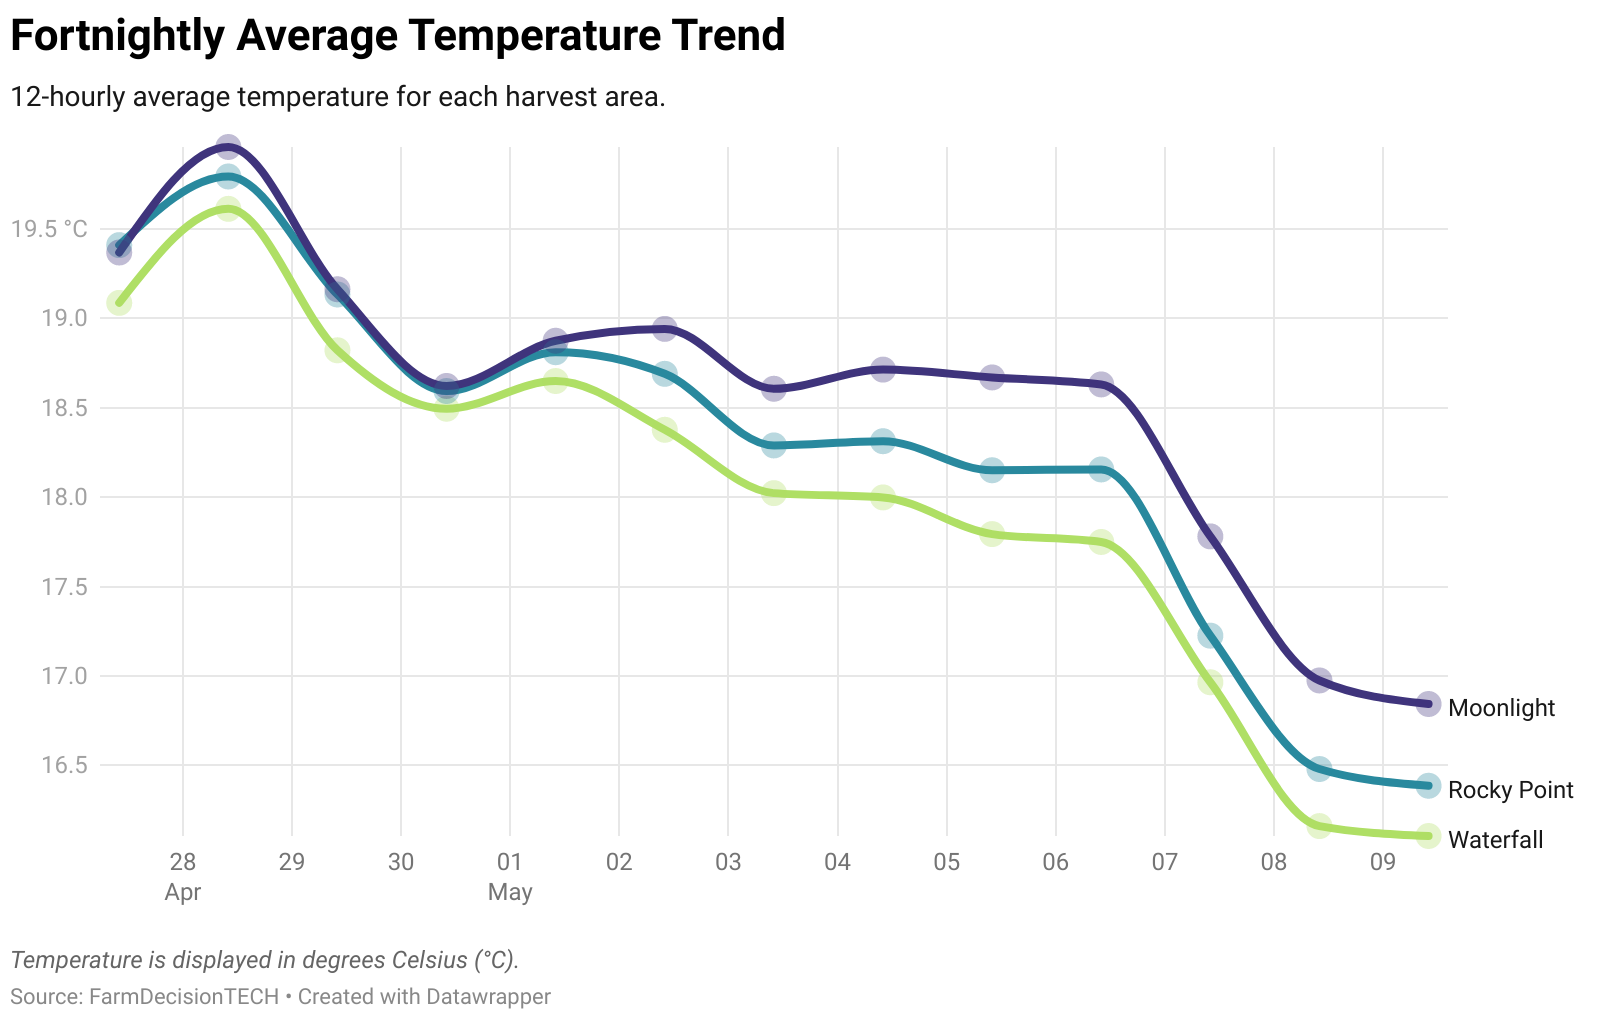 Fortnightly Average Temperature Trend
12-hourly average temperature for each harvest area.
19.5 °C
19.0
18.5
18.0
17.5
17.0
16.5
Moonlight
Rocky Point
Waterfall
28 29 30 01 02 03 04 05 06 07 08 09
Apr May
Temperature is displayed in degrees Celsius (°C).
Source: FarmDecisionTECH • Created with Datawrapper